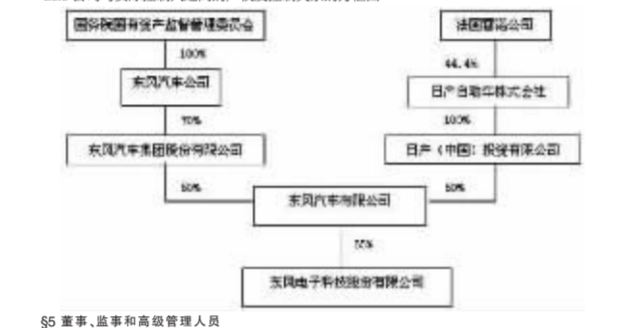 国务院国有资产监督管理委员会
法国雷诺公司
100%
44.4%
东风汽车公司
日产自动车株式会社
70%
100%
东风汽车集团股份有限公司
日产（中国）投资有限公司
50%
50%
东风汽车有限公司
东风电子科技股份有限公司
§5 董事、监事和高级管理人员